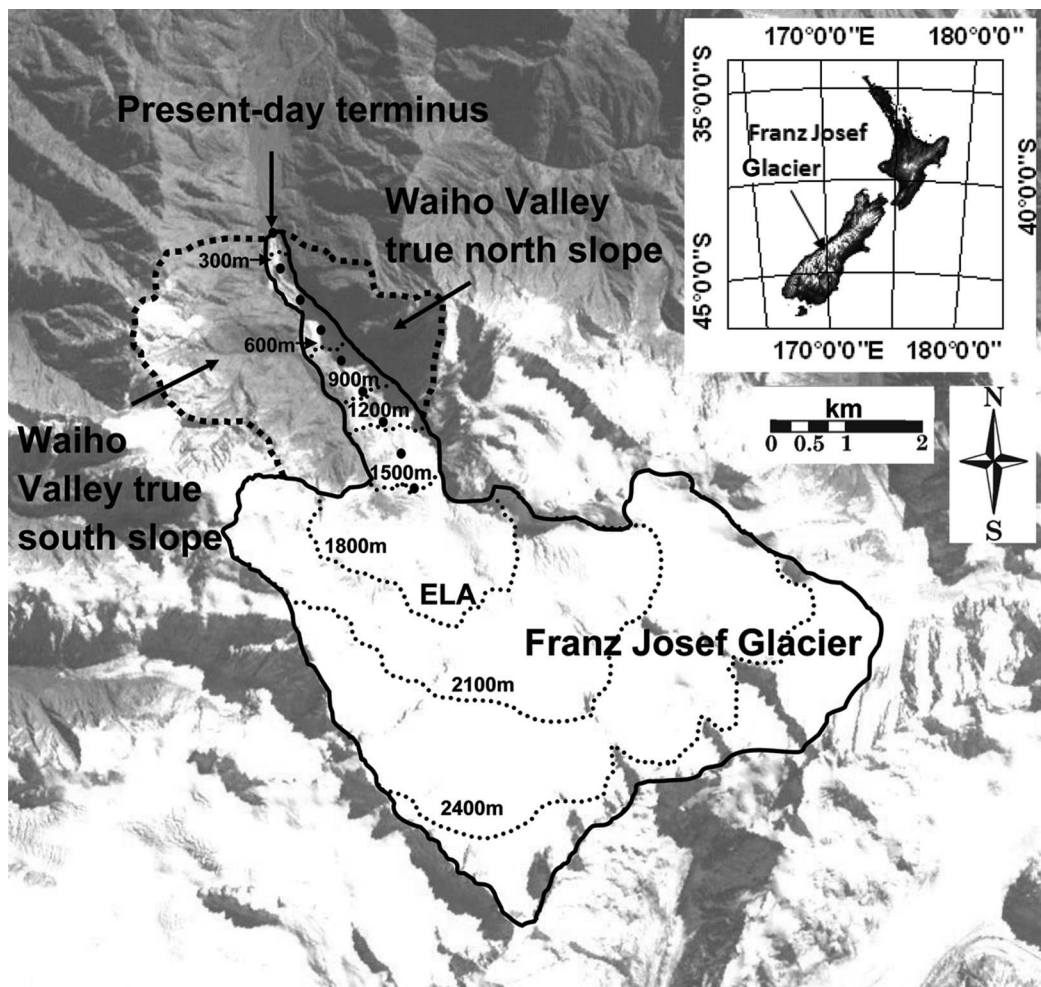 Present-day terminus
Waiho Valley
true north slope
300m
600m
900m
1200m
1500m
Waiho
Valley true
south slope
1800m
ELA
Franz Josef Glacier
2100m
2400m
170°0'0"E
180°0'0"
35°0'0"S
40°0'0"S
45°0'0"S
Franz Josef
Glacier
170°0'0"E
180°0'0"
km
0 0.5 1 2
N
S